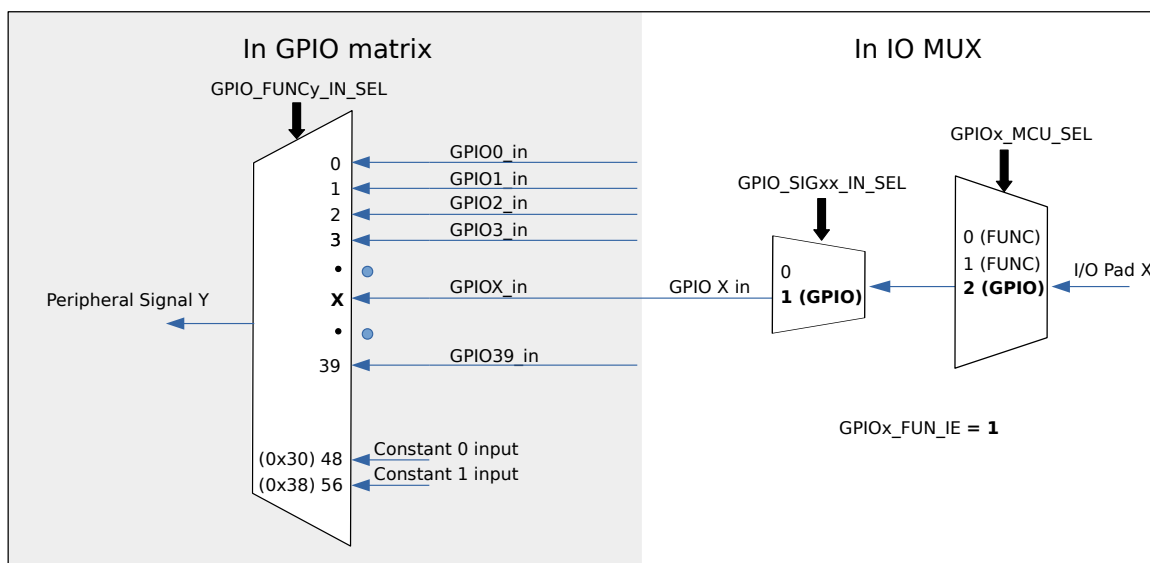 In GPIO matrix
In IO MUX
GPIO_FUNCy_IN_SEL
GPIOx_MCU_SEL
GPIO_SIGxx_IN_SEL
0
GPIO0_in
1
GPIO1_in
2
GPIO2_in
3
GPIO3_in
X
GPIOX_in
GPIO X in
39
GPIO39_in
(0x30) 48
Constant 0 input
(0x38) 56
Constant 1 input
Peripheral Signal Y
0
1 (GPIO)
0 (FUNC)
1 (FUNC)
2 (GPIO)
I/O Pad X
GPIOx_FUN_IE = 1